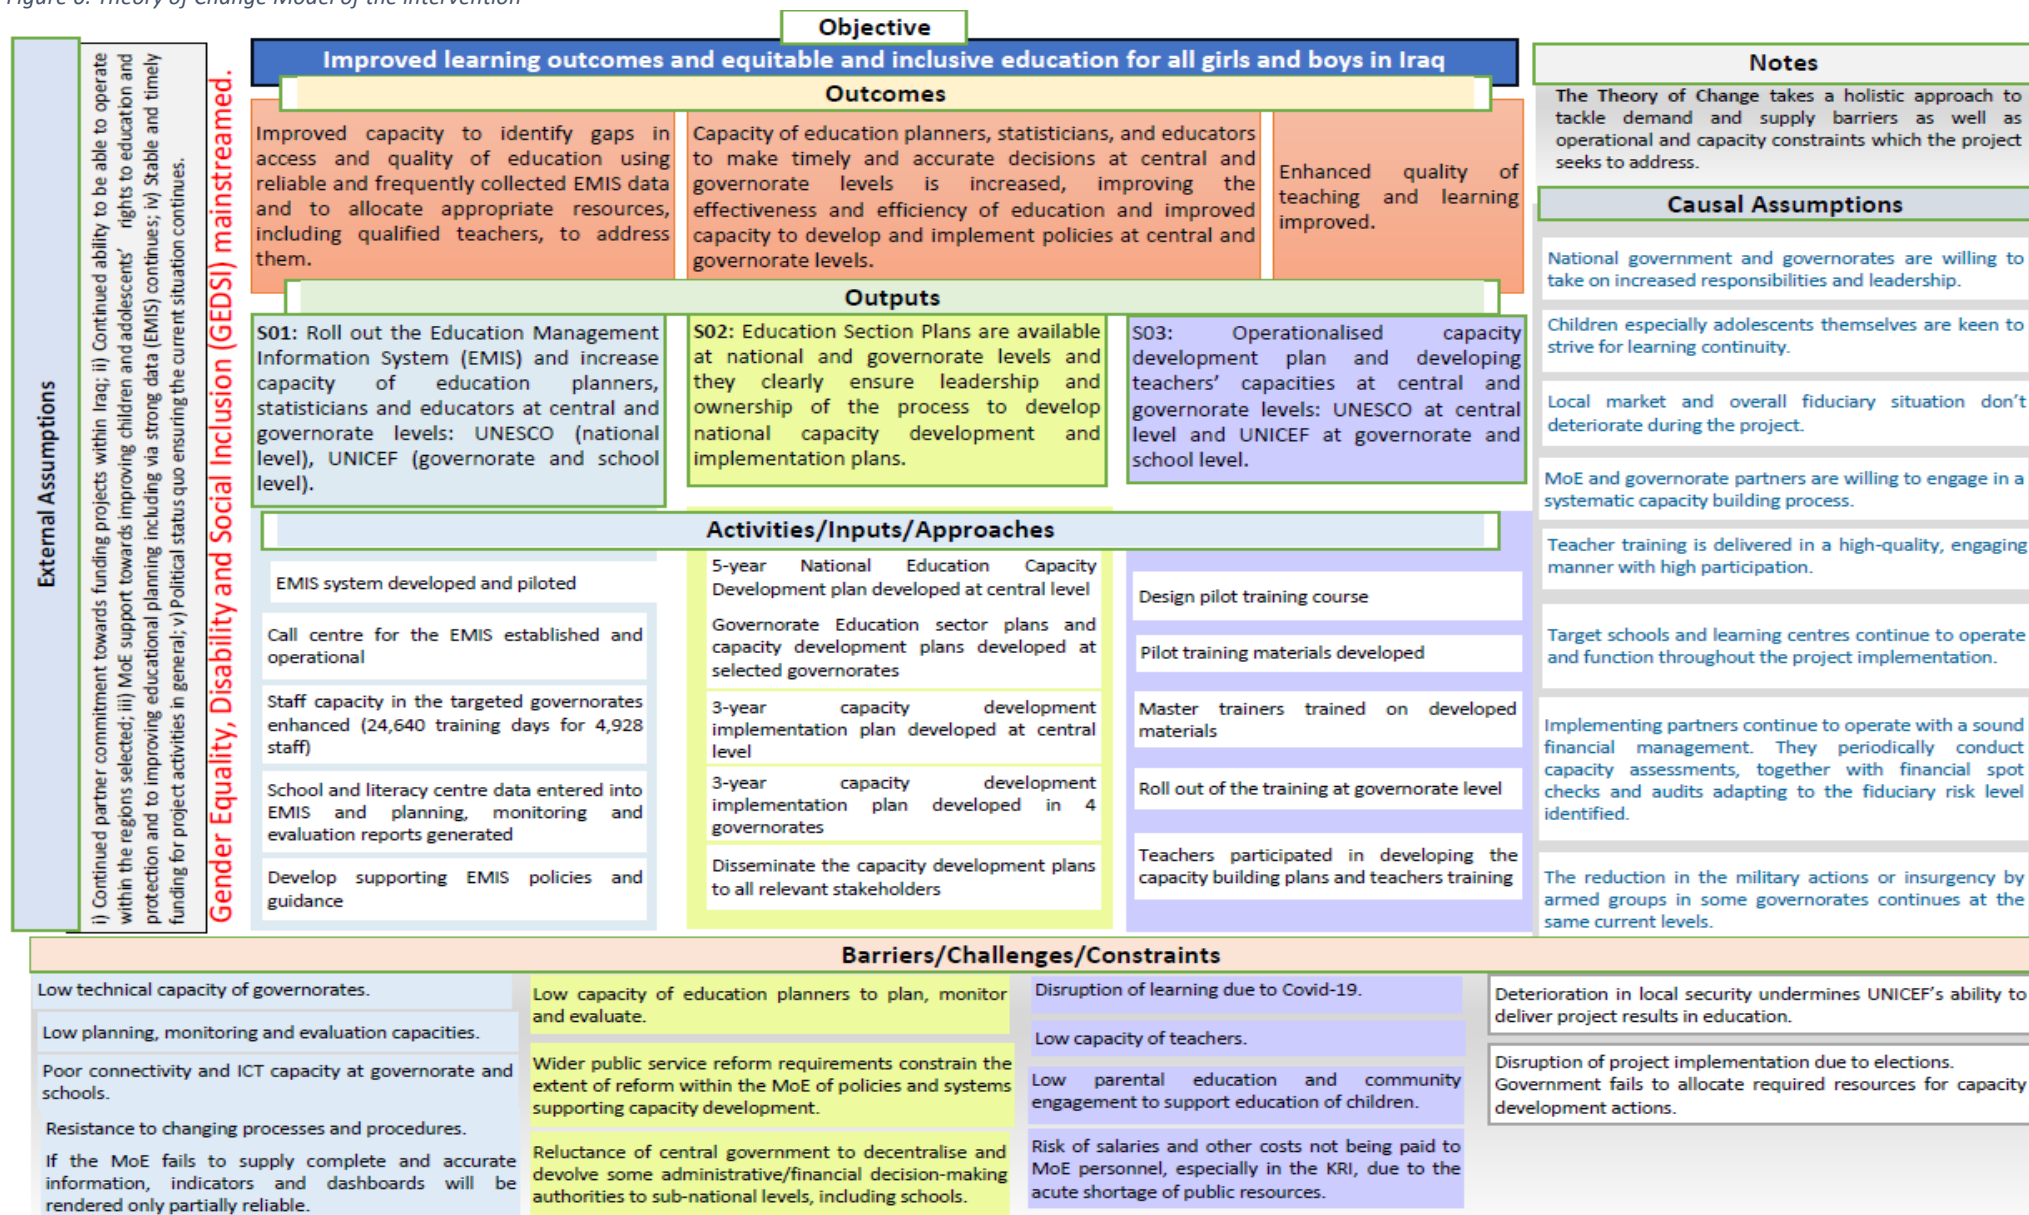 Figure 6: Theory of Change Model of the Intervention
Objective
Improved learning outcomes and equitable and inclusive education for all girls and boys in Iraq
External Assumptions
i) Continued partner commitment towards funding projects within Iraq; ii) Continued ability to be able to operate
within the regions selected; iii) MoE support towards improving children and adolescents' rights to education and
protection and to improving educational planning including via strong data (EMIS) continues; iv) Stable and timely
funding for project activities in general; v) Political status quo ensuring the current situation continues.
Gender Equality, Disability and Social Inclusion (GEDSI) mainstreamed.
Outcomes
Improved capacity to identify gaps in
access and quality of education using
reliable and frequently collected EMIS data
and to allocate appropriate resources,
including qualified teachers, to address
them.
Capacity of education planners, statisticians, and educators
to make timely and accurate decisions at central and
governorate levels is increased, improving the
effectiveness and efficiency of education and improved
capacity to develop and implement policies at central and
governorate levels.
Enhanced quality of
teaching and learning
improved.
Outputs
S01: Roll out the Education Management
Information System (EMIS) and increase
capacity of education planners,
statisticians and educators at central and
governorate levels: UNESCO (national
level), UNICEF (governorate and school
level).
S02: Education Section Plans are available
at national and governorate levels and
they clearly ensure leadership and
ownership of the process to develop
national capacity development and
implementation plans.
S03: Operationalised capacity
development plan and developing
teachers' capacities at central and
governorate levels: UNESCO at central
level and UNICEF at governorate and
school level.
Activities/Inputs/Approaches
EMIS system developed and piloted
Call centre for the EMIS established and
operational
Staff capacity in the targeted governorates
enhanced (24,640 training days for 4,928
staff)
School and literacy centre data entered into
EMIS and planning, monitoring and
evaluation reports generated
Develop supporting EMIS policies and
guidance
5-year National Education Capacity
Development plan developed at central level
Governorate Education sector plans and
capacity development plans developed at
selected governorates
3-year capacity development
implementation plan developed at central
level
3-year capacity development
implementation plan developed in 4
governorates
Disseminate the capacity development plans
to all relevant stakeholders
Design pilot training course
Pilot training materials developed
Master trainers trained on developed
materials
Roll out of the training at governorate level
Teachers participated in developing the
capacity building plans and teachers training
Notes
The Theory of Change takes a holistic approach to
tackle demand and supply barriers as well as
operational and capacity constraints which the project
seeks to address.
Causal Assumptions
National government and governorates are willing to
take on increased responsibilities and leadership.
Children especially adolescents themselves are keen to
strive for learning continuity.
Local market and overall fiduciary situation don't
deteriorate during the project.
MoE and governorate partners are willing to engage in a
systematic capacity building process.
Teacher training is delivered in a high-quality, engaging
manner with high participation.
Target schools and learning centres continue to operate
and function throughout the project implementation.
Implementing partners continue to operate with a sound
financial management. They periodically conduct
capacity assessments, together with financial spot
checks and audits adapting to the fiduciary risk level
identified.
The reduction in the military actions or insurgency by
armed groups in some governorates continues at the
same current levels.
Barriers/Challenges/Constraints
Low technical capacity of governorates.
Low planning, monitoring and evaluation capacities.
Poor connectivity and ICT capacity at governorate and
schools.
Resistance to changing processes and procedures.
If the MoE fails to supply complete and accurate
information, indicators and dashboards will be
rendered only partially reliable.
Low capacity of education planners to plan, monitor
and evaluate.
Wider public service reform requirements constrain the
extent of reform within the MoE of policies and systems
supporting capacity development.
Reluctance of central government to decentralise and
devolve some administrative/financial decision-making
authorities to sub-national levels, including schools.
Disruption of learning due to Covid-19.
Low capacity of teachers.
Low parental education and community
engagement to support education of children.
Risk of salaries and other costs not being paid to
MoE personnel, especially in the KRI, due to the
acute shortage of public resources.
Deterioration in local security undermines UNICEF's ability to
deliver project results in education.
Disruption of project implementation due to elections.
Government fails to allocate required resources for capacity
development actions.